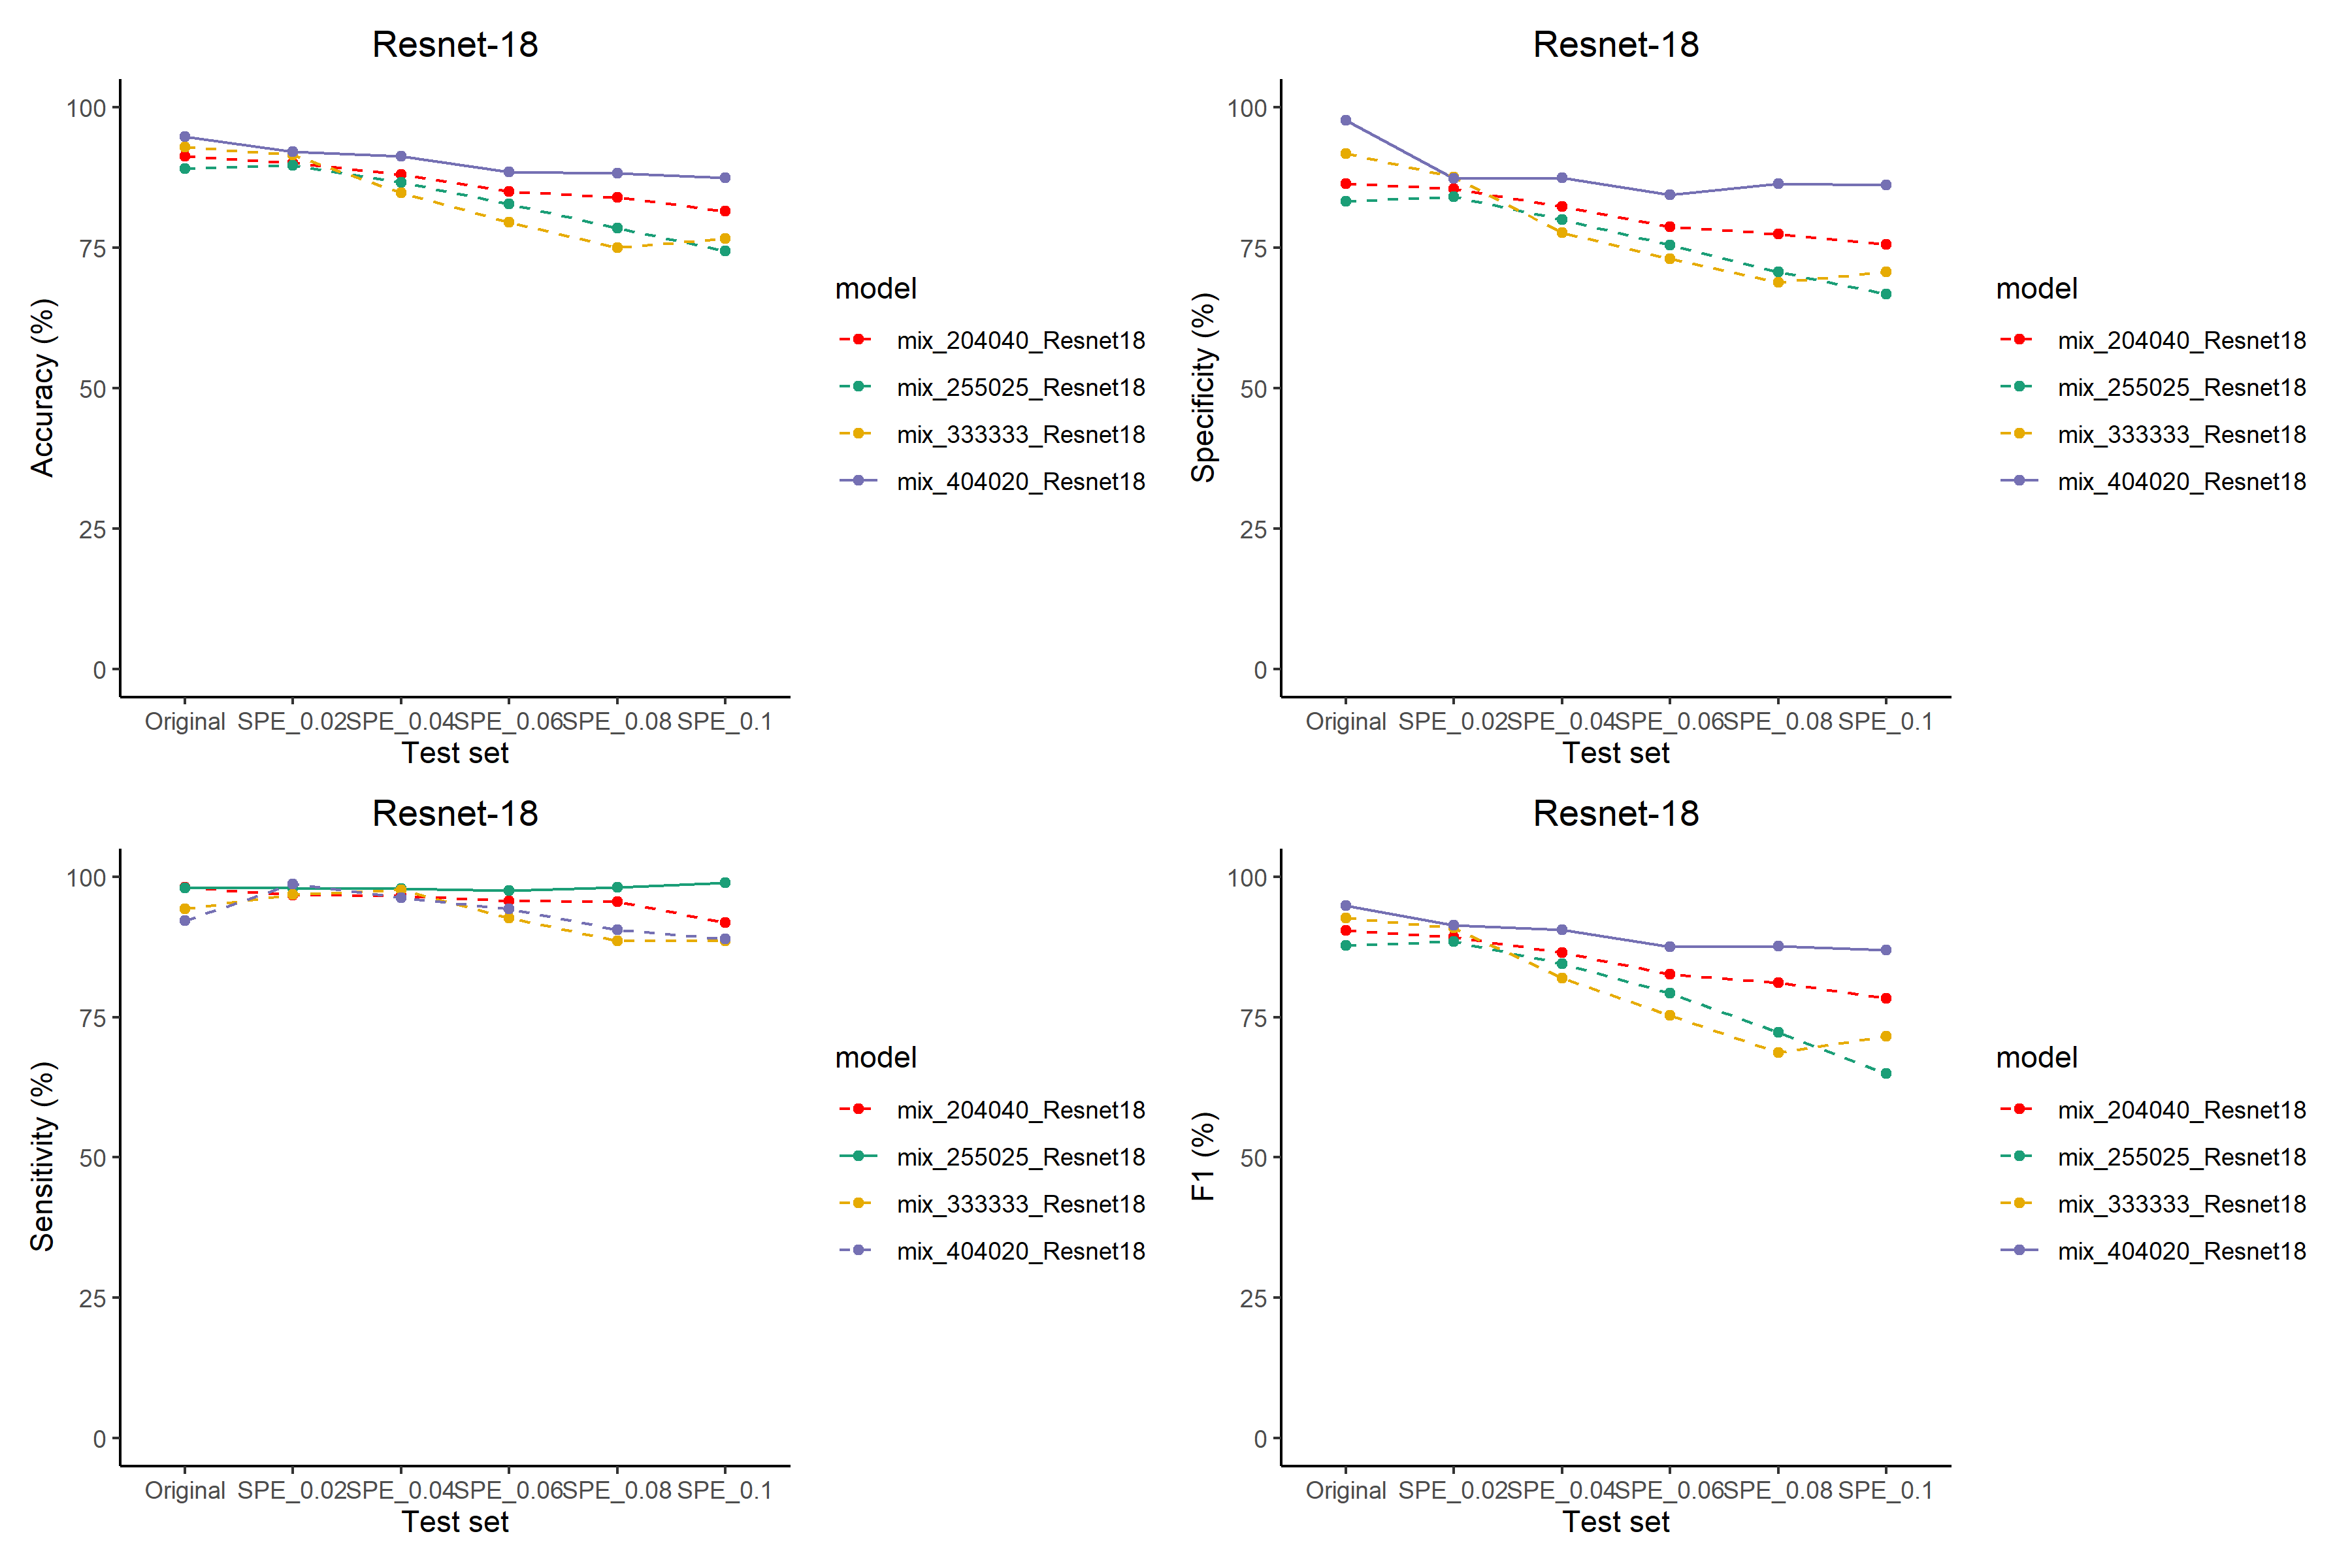 Resnet-18
Accuracy (%)
100
75
50
25
0
Original SPE_0.02 SPE_0.04 SPE_0.06 SPE_0.08 SPE_0.1
Test set
model
mix_204040_Resnet18
mix_255025_Resnet18
mix_333333_Resnet18
mix_404020_Resnet18
Resnet-18
Specificity (%)
100
75
50
25
0
Original SPE_0.02 SPE_0.04 SPE_0.06 SPE_0.08 SPE_0.1
Test set
model
mix_204040_Resnet18
mix_255025_Resnet18
mix_333333_Resnet18
mix_404020_Resnet18
Resnet-18
Sensitivity (%)
100
75
50
25
0
Original SPE_0.02 SPE_0.04 SPE_0.06 SPE_0.08 SPE_0.1
Test set
model
mix_204040_Resnet18
mix_255025_Resnet18
mix_333333_Resnet18
mix_404020_Resnet18
Resnet-18
F1 (%)
100
75
50
25
0
Original SPE_0.02 SPE_0.04 SPE_0.06 SPE_0.08 SPE_0.1
Test set
model
mix_204040_Resnet18
mix_255025_Resnet18
mix_333333_Resnet18
mix_404020_Resnet18